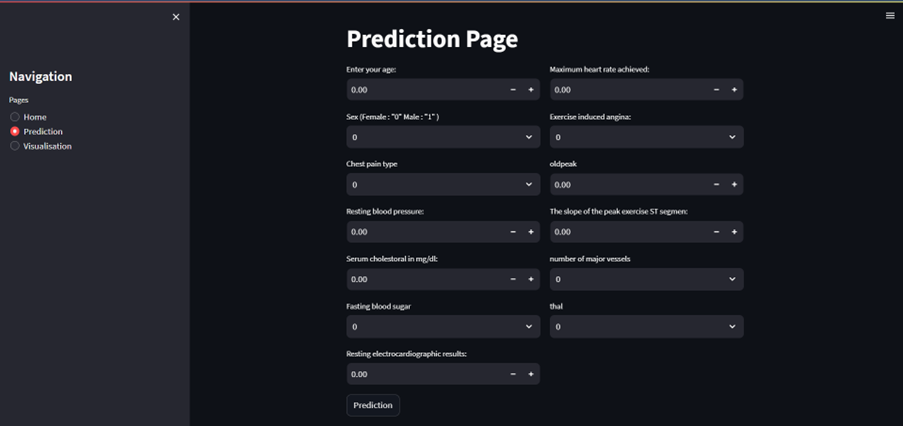 Navigation
Pages
Home
Prediction
Visualisation
Prediction Page
Enter your age:
0.00
Sex (Female : "0" Male : "1" )
0
Chest pain type
0
Resting blood pressure:
0.00
Serum cholestoral in mg/dl:
0.00
Fasting blood sugar
0
Resting electrocardiographic results:
0.00
Prediction
Maximum heart rate achieved:
0.00
Exercise induced angina:
0
oldpeak
0.00
The slope of the peak exercise ST segmen:
0.00
number of major vessels
0
thal
0